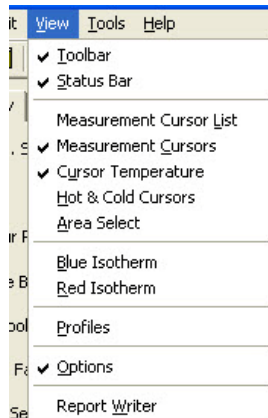 it View Tools Help
Toolbar
Status Bar
Measurement Cursor List
Measurement Cursors
Cursor Temperature
Hot & Cold Cursors
Area Select
Blue Isotherm
Red Isotherm
Profiles
Options
Report Writer